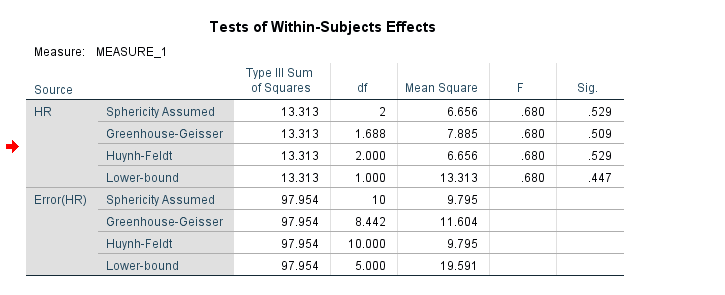 Tests of Within-Subjects Effects
Measure: MEASURE_1
Source Type III Sum of Squares df Mean Square F Sig.
HR Sphericity Assumed 13.313 2 6.656 .680 .529
Greenhouse-Geisser 13.313 1.688 7.885 .680 .509
Huynh-Feldt 13.313 2.000 6.656 .680 .529
Lower-bound 13.313 1.000 13.313 .680 .447
Error(HR) Sphericity Assumed 97.954 10 9.795
Greenhouse-Geisser 97.954 8.442 11.604
Huynh-Feldt 97.954 10.000 9.795
Lower-bound 97.954 5.000 19.591